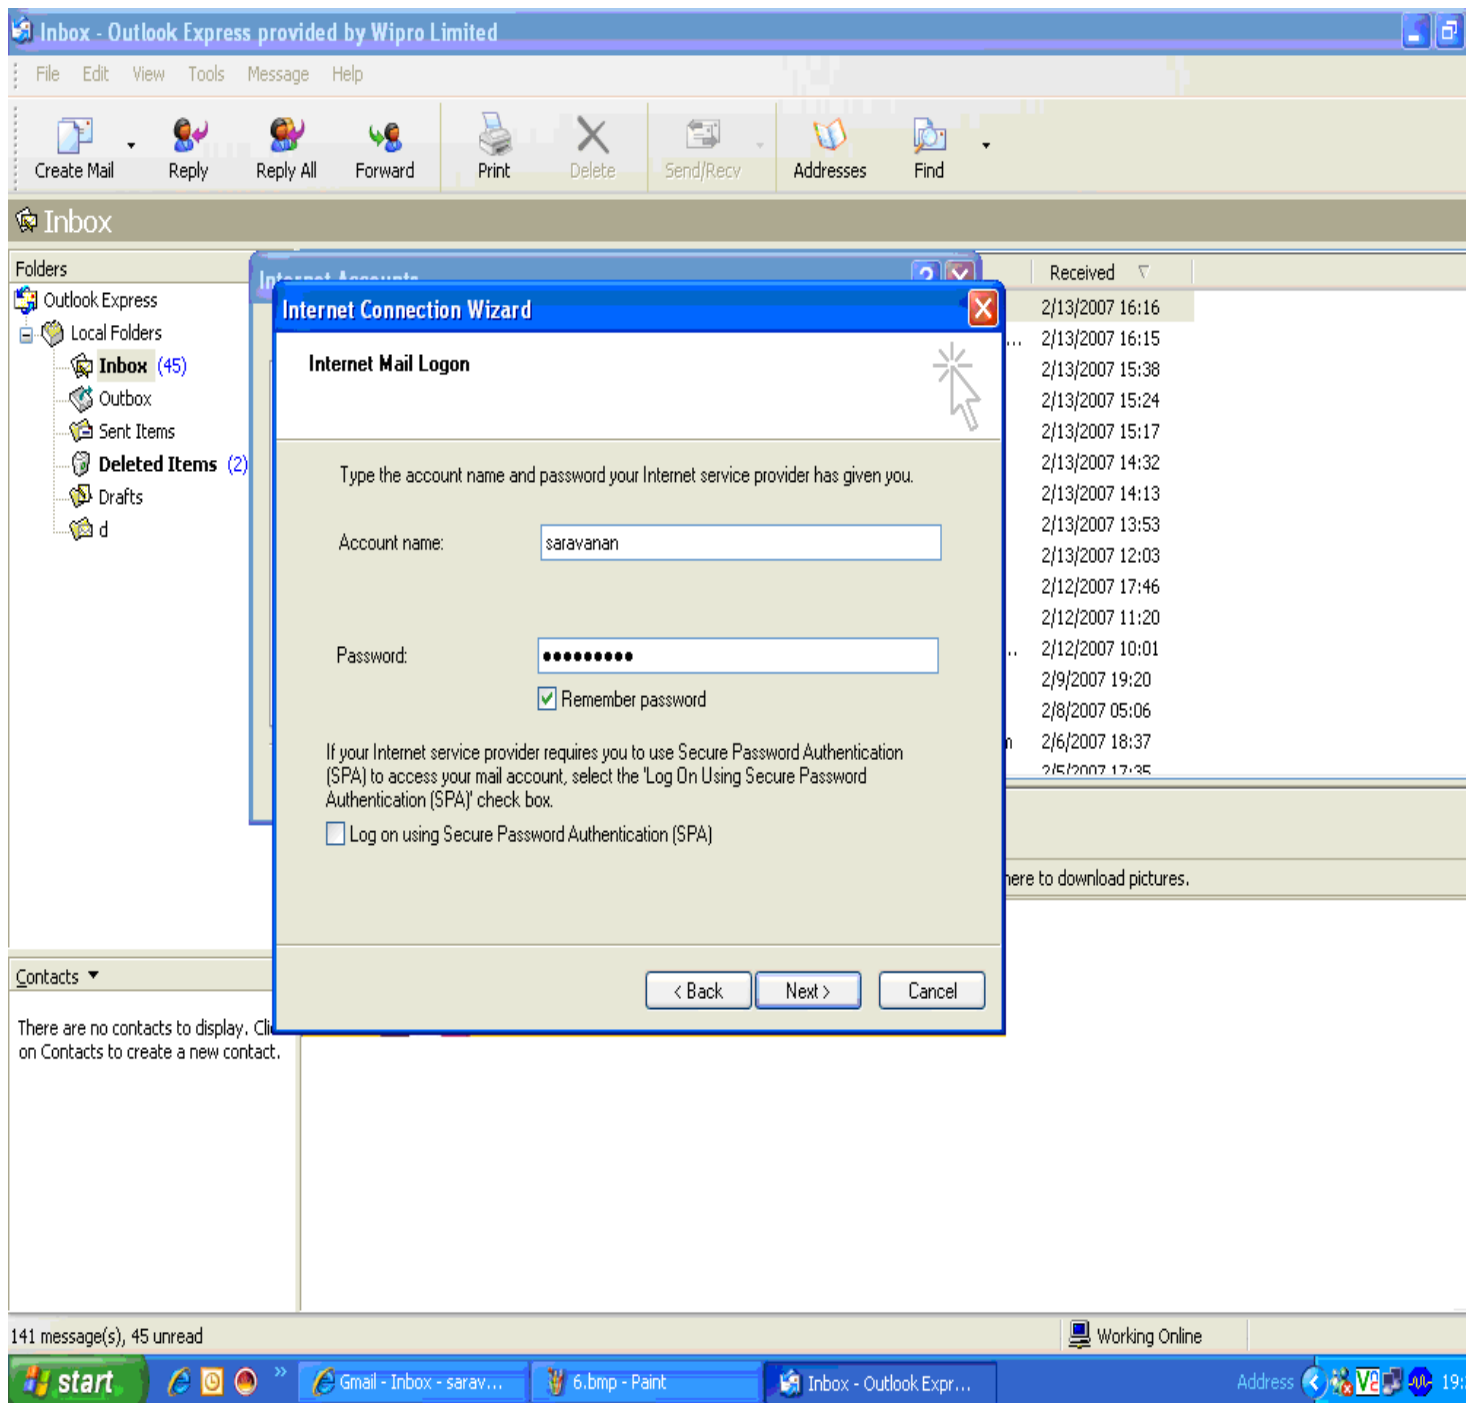 Inbox - Outlook Express provided by Wipro Limited
File Edit View Tools Message Help
Create Mail Reply Reply All Forward Print Delete Send/Recv Addresses Find
Inbox
Folders
Outlook Express
Local Folders
Inbox (45)
Outbox
Sent Items
Deleted Items (2)
Drafts
d
Internet Accounts
Internet Connection Wizard
Internet Mail Logon
Type the account name and password your Internet service provider has given you.
Account name: saravanan
Password: •••••••••
Remember password
If your Internet service provider requires you to use Secure Password Authentication
(SPA) to access your mail account, select the 'Log On Using Secure Password
Authentication (SPA)' check box.
Log on using Secure Password Authentication (SPA)
< Back Next > Cancel
Received
2/13/2007 16:16
... 2/13/2007 16:15
2/13/2007 15:38
2/13/2007 15:24
2/13/2007 15:17
2/13/2007 14:32
2/13/2007 14:13
2/13/2007 13:53
2/13/2007 12:03
2/12/2007 17:46
2/12/2007 11:20
.. 2/12/2007 10:01
2/9/2007 19:20
2/8/2007 05:06
2/6/2007 18:37
2/5/2007 17:35
here to download pictures.
Contacts
There are no contacts to display. Cli
on Contacts to create a new contact.
141 message(s), 45 unread
Working Online
start
Gmail - Inbox - sarav...
6.bmp - Paint
Inbox - Outlook Expr...
Address
19: